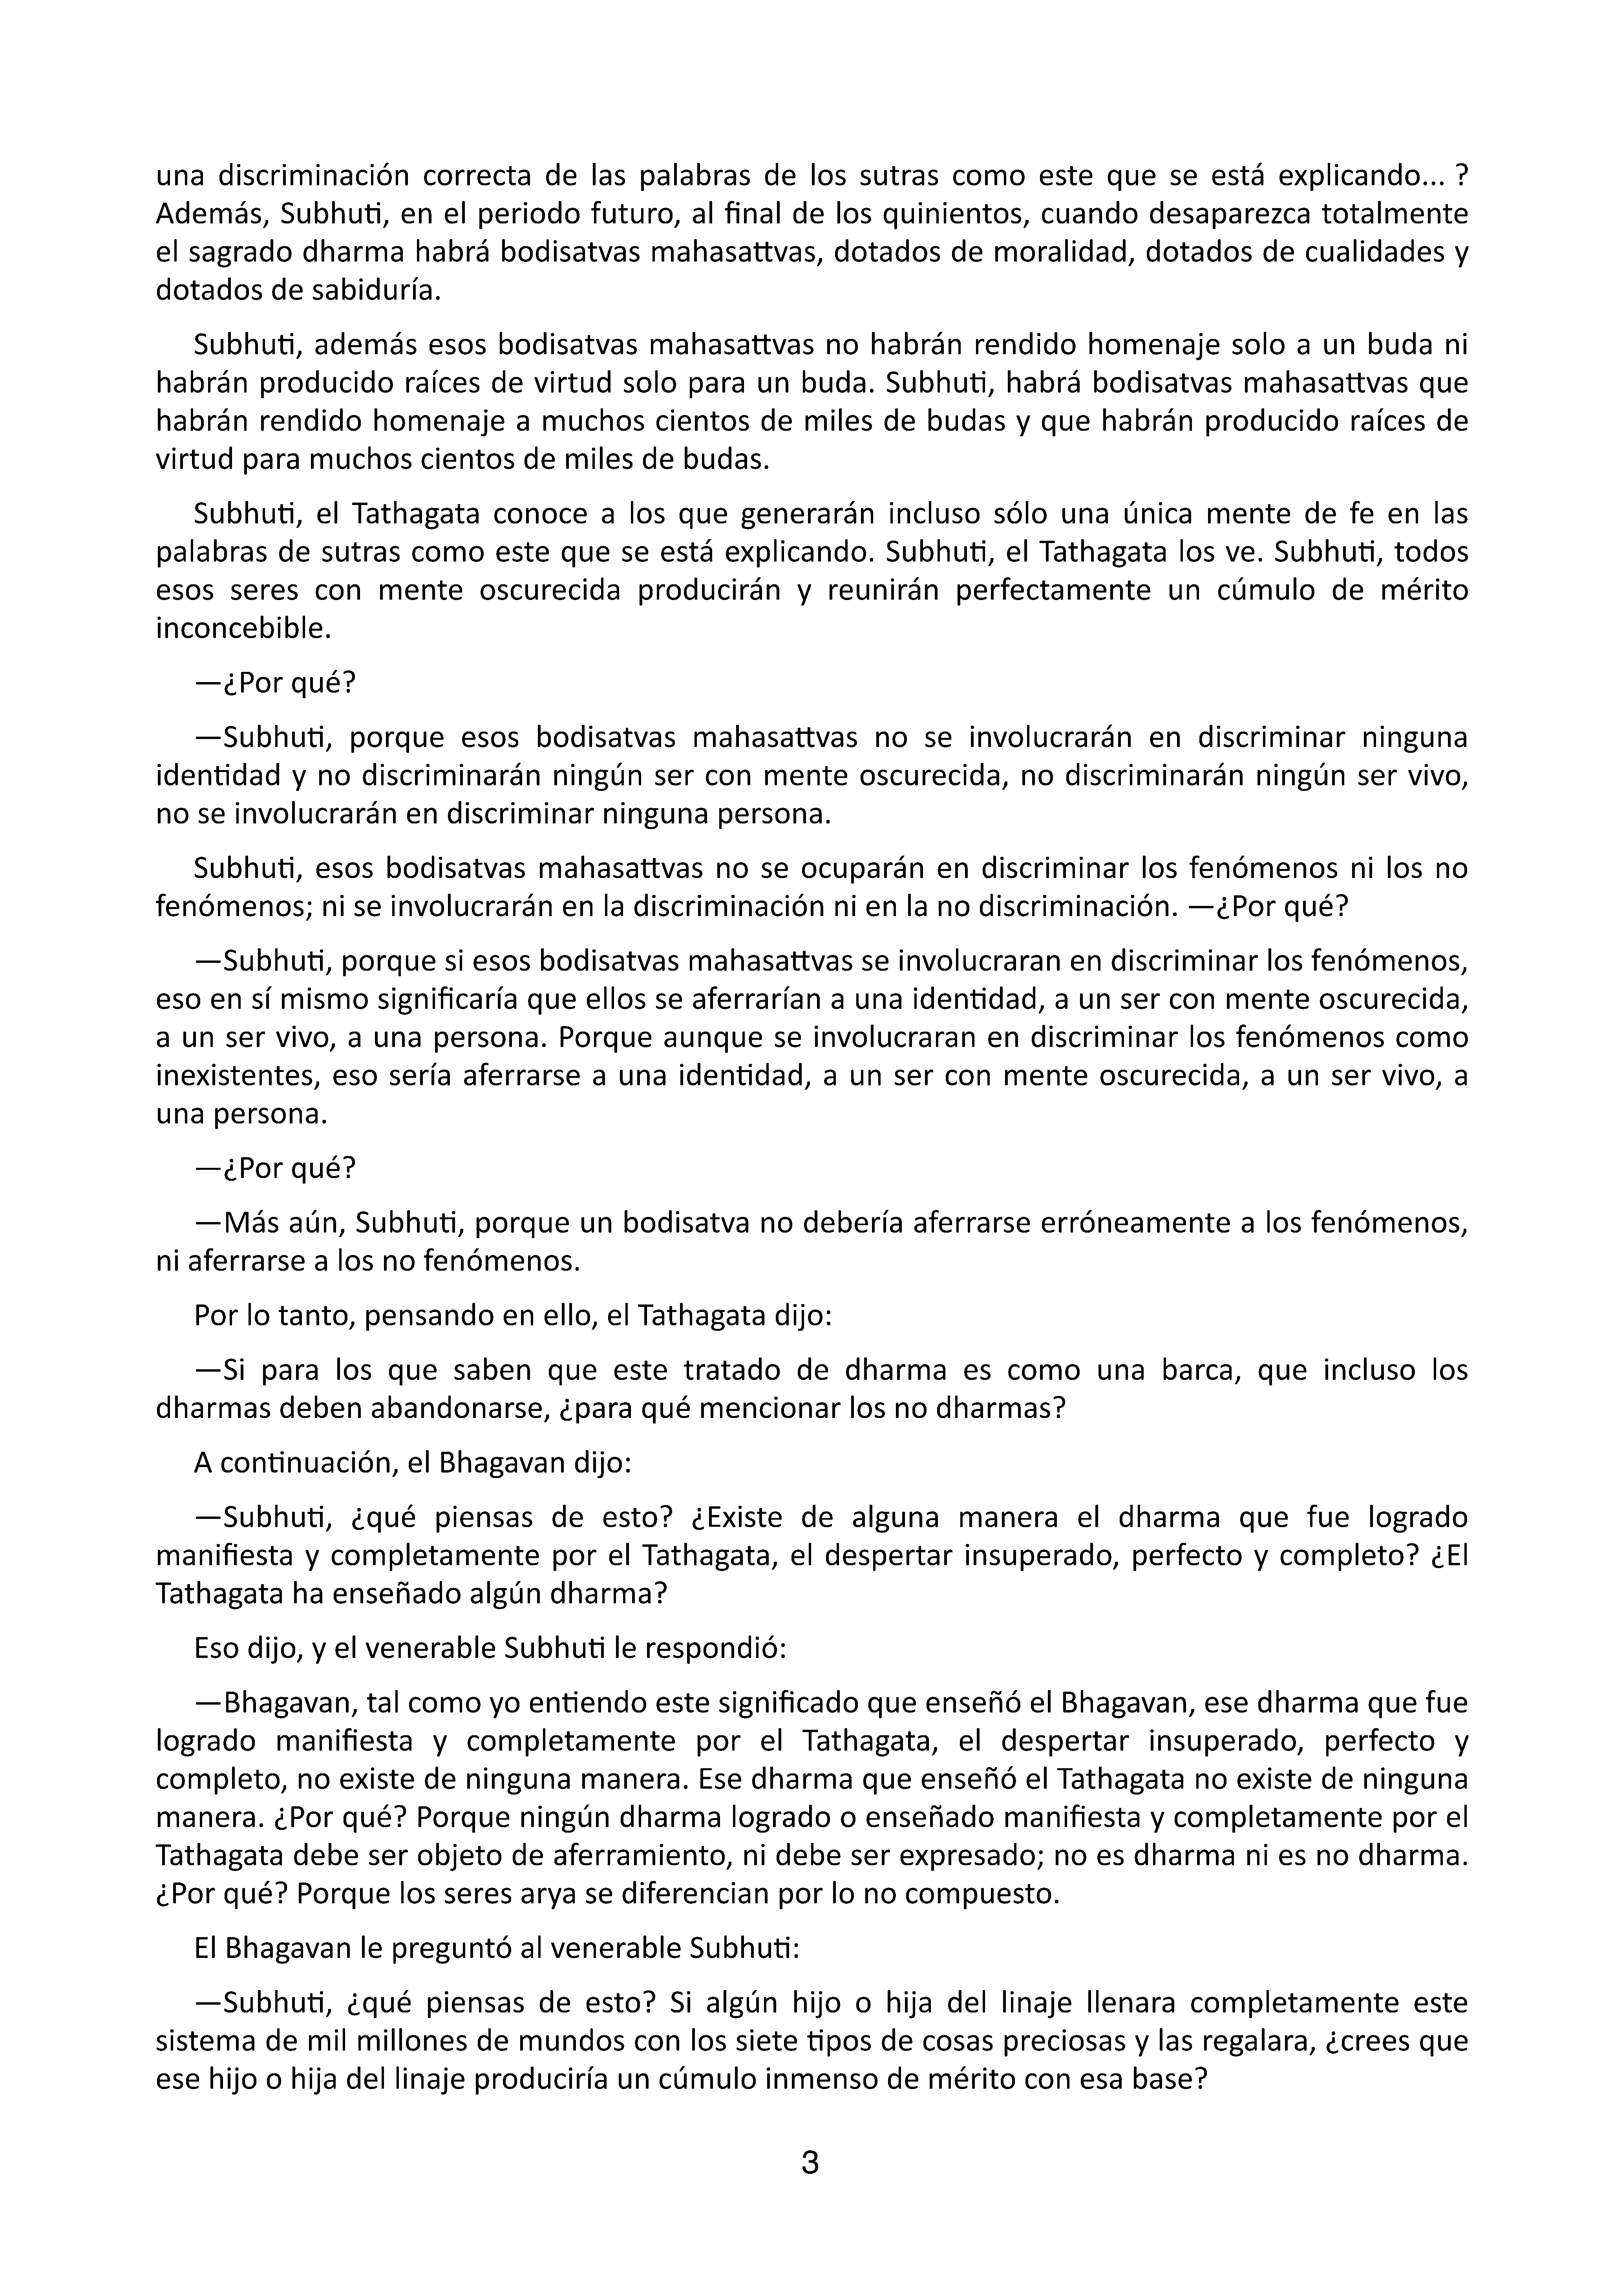 una discriminación correcta de las palabras de los sutras como este que se está explicando... ?
Además, Subhuti, en el periodo futuro, al final de los quinientos, cuando desaparezca totalmente
el sagrado dharma habrá bodisatvas mahasattvas, dotados de moralidad, dotados de cualidades y
dotados de sabiduría.
Subhuti, además esos bodisatvas mahasattvas no habrán rendido homenaje solo a un buda ni
habrán producido raíces de virtud solo para un buda. Subhuti, habrá bodisatvas mahasattvas que
habrán rendido homenaje a muchos cientos de miles de budas y que habrán producido raíces de
virtud para muchos cientos de miles de budas.
Subhuti, el Tathagata conoce a los que generarán incluso sólo una única mente de fe en las
palabras de sutras como este que se está explicando. Subhuti, el Tathagata los ve. Subhuti, todos
esos seres con mente oscurecida producirán y reunirán perfectamente un cúmulo de mérito
inconcebible.
—¿Por qué?
—Subhuti, porque esos bodisatvas mahasattvas no se involucrarán en discriminar ninguna
identidad y no discriminarán ningún ser con mente oscurecida, no discriminarán ningún ser vivo,
no se involucrarán en discriminar ninguna persona.
Subhuti, esos bodisatvas mahasattvas no se ocuparán en discriminar los fenómenos ni los no
fenómenos; ni se involucrarán en la discriminación ni en la no discriminación. —¿Por qué?
—Subhuti, porque si esos bodisatvas mahasattvas se involucraran en discriminar los fenómenos,
eso en sí mismo significaría que ellos se aferrarían a una identidad, a un ser con mente oscurecida,
a un ser vivo, a una persona. Porque aunque se involucraran en discriminar los fenómenos como
inexistentes, eso sería aferrarse a una identidad, a un ser con mente oscurecida, a un ser vivo, a
una persona.
—¿Por qué?
—Más aún, Subhuti, porque un bodisatva no debería aferrarse erróneamente a los fenómenos,
ni aferrarse a los no fenómenos.
Por lo tanto, pensando en ello, el Tathagata dijo:
—Si para los que saben que este tratado de dharma es como una barca, que incluso los
dharmas deben abandonarse, ¿para qué mencionar los no dharmas?
A continuación, el Bhagavan dijo:
—Subhuti, ¿qué piensas de esto? ¿Existe de alguna manera el dharma que fue logrado
manifiesta y completamente por el Tathagata, el despertar insuperado, perfecto y completo? ¿El
Tathagata ha enseñado algún dharma?
Eso dijo, y el venerable Subhuti le respondió:
—Bhagavan, tal como yo entiendo este significado que enseñó el Bhagavan, ese dharma que fue
logrado manifiesta y completamente por el Tathagata, el despertar insuperado, perfecto y
completo, no existe de ninguna manera. Ese dharma que enseñó el Tathagata no existe de ninguna
manera. ¿Por qué? Porque ningún dharma logrado o enseñado manifiesta y completamente por el
Tathagata debe ser objeto de aferramiento, ni debe ser expresado; no es dharma ni es no dharma.
¿Por qué? Porque los seres arya se diferencian por lo no compuesto.
El Bhagavan le preguntó al venerable Subhuti:
—Subhuti, ¿qué piensas de esto? Si algún hijo o hija del linaje llenara completamente este
sistema de mil millones de mundos con los siete tipos de cosas preciosas y las regalara, ¿crees que
ese hijo o hija del linaje produciría un cúmulo inmenso de mérito con esa base?
3